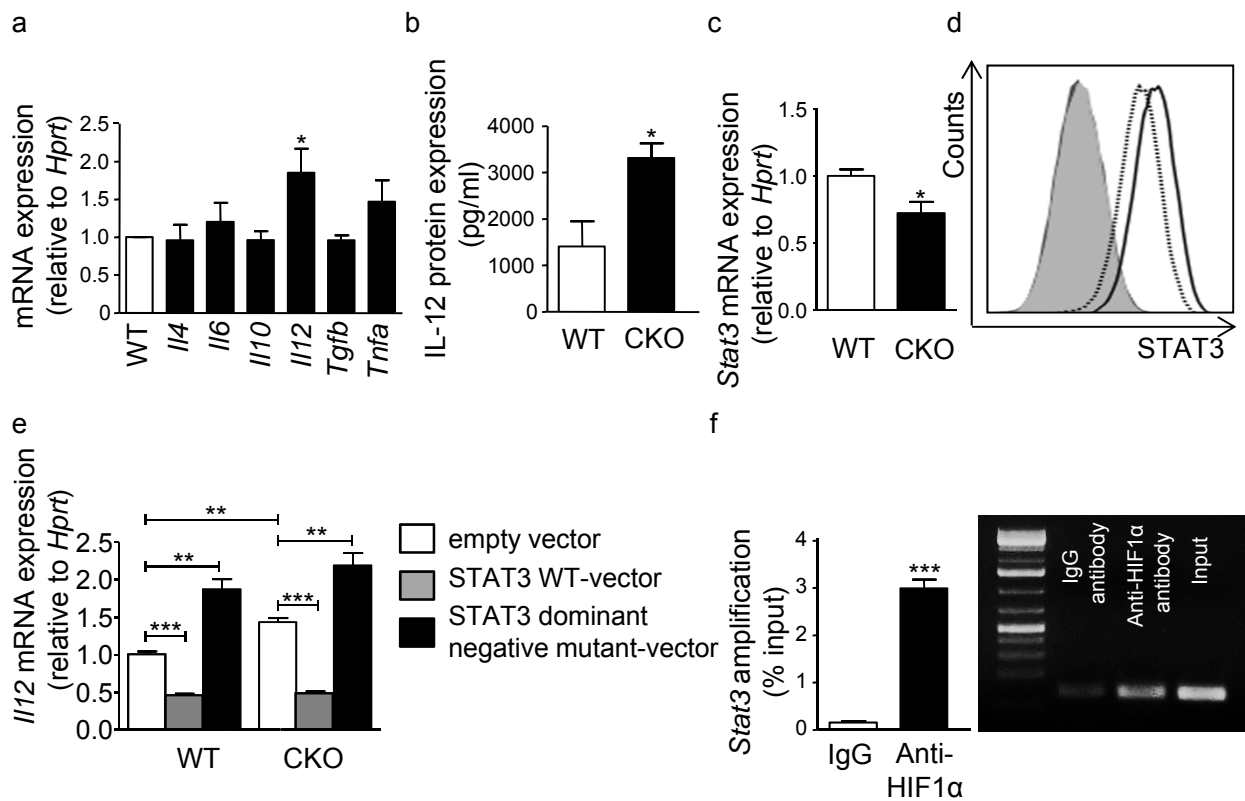 a
mRNA expression
(relative to Hprt)
2.5
2.0
1.5
1.0
0.5
0.0
*
WT
Il4
Il6
Il10
Il12
Tgfb
Tnfa
b
IL-12 protein expression
(pg/ml)
4000
3000
2000
1000
0
*
WT
CKO
c
Stat3 mRNA expression
(relative to Hprt)
1.5
1.0
0.5
0.0
*
WT
CKO
d
Counts
STAT3
e
Il12 mRNA expression
(relative to Hprt)
2.5
2.0
1.5
1.0
0.5
0.0
**
**
***
**
***
WT
CKO
empty vector
STAT3 WT-vector
STAT3 dominant
negative mutant-vector
f
Stat3 amplification
(% input)
4
3
2
1
0
***
IgG
Anti-
HIF1α
IgG
antibody
Anti-HIF1α
antibody
Input